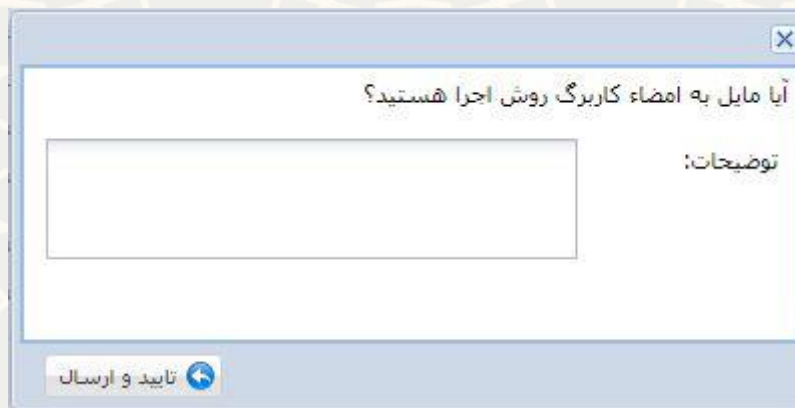 آیا مایل به امضاء کاربرگ روش اجرا هستید؟
توضیحات:
تایید و ارسال